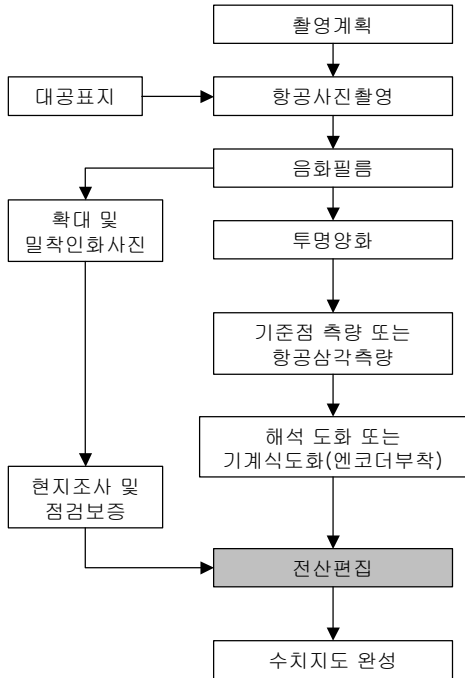 촬영계획
대공표지
항공사진촬영
음화필름
확대 및
밀착인화사진
투명양화
기준점 측량 또는
항공삼각측량
해석 도화 또는
기계식도화(엔코더부착)
현지조사 및
점검보증
전산편집
수치지도 완성